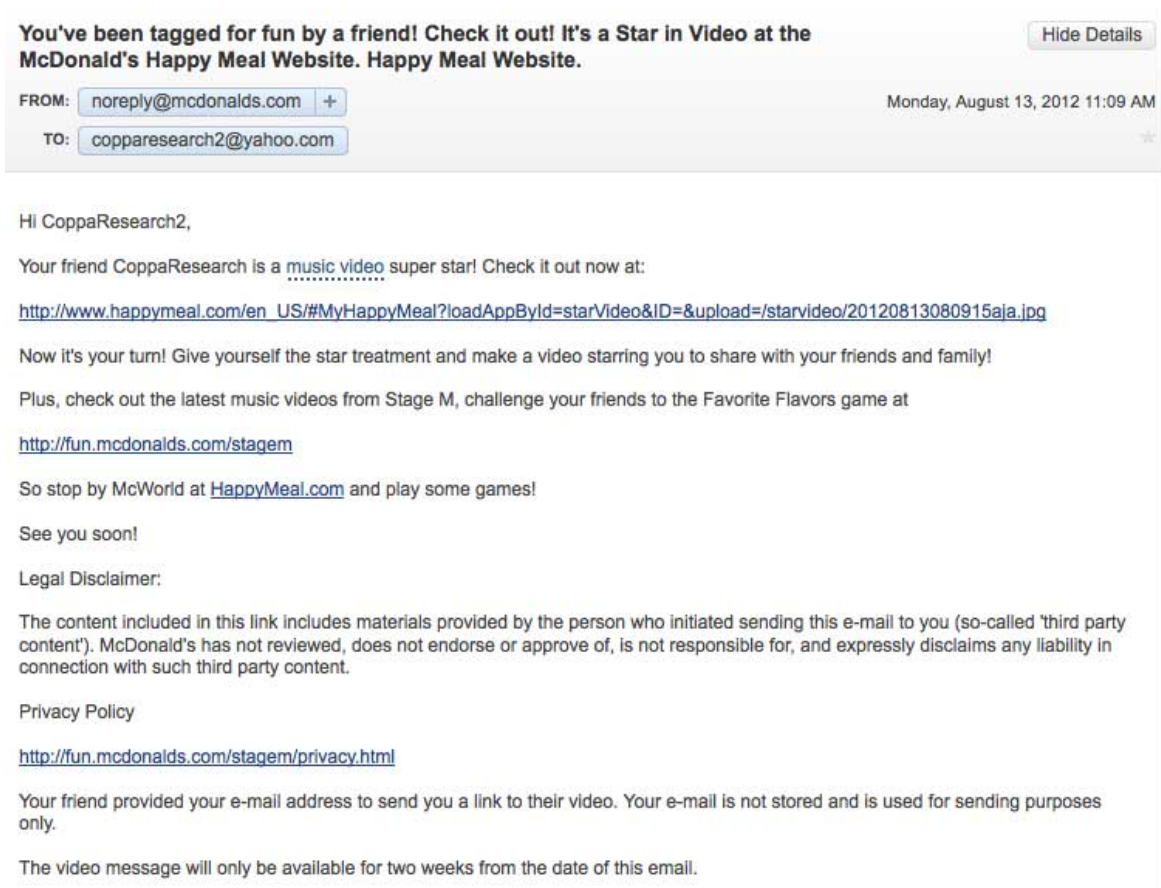 You've been tagged for fun by a friend! Check it out! It's a Star in Video at the
McDonald's Happy Meal Website. Happy Meal Website.
Hide Details
FROM: noreply@mcdonalds.com +
Monday, August 13, 2012 11:09 AM
TO: copparesearch2@yahoo.com
Hi CoppaResearch2,
Your friend CoppaResearch is a music video super star! Check it out now at:
http://www.happymeal.com/en_US/#MyHappyMeal?loadAppById=starVideo&ID=&upload=/starvideo/20120813080915aja.jpg
Now it's your turn! Give yourself the star treatment and make a video starring you to share with your friends and family!
Plus, check out the latest music videos from Stage M, challenge your friends to the Favorite Flavors game at
http://fun.mcdonalds.com/stagem
So stop by McWorld at HappyMeal.com and play some games!
See you soon!
Legal Disclaimer:
The content included in this link includes materials provided by the person who initiated sending this e-mail to you (so-called 'third party
content'). McDonald's has not reviewed, does not endorse or approve of, is not responsible for, and expressly disclaims any liability in
connection with such third party content.
Privacy Policy
http://fun.mcdonalds.com/stagem/privacy.html
Your friend provided your e-mail address to send you a link to their video. Your e-mail is not stored and is used for sending purposes
only.
The video message will only be available for two weeks from the date of this email.